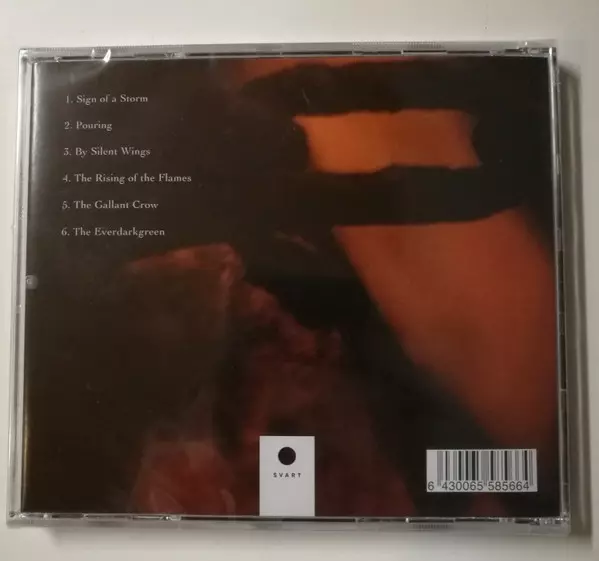 1. Sign of a Storm
2. Pouring
3. By Silent Wings
4. The Rising of the Flames
5. The Gallant Crow
6. The Everdarkgreen
SVART
6 430065 585664